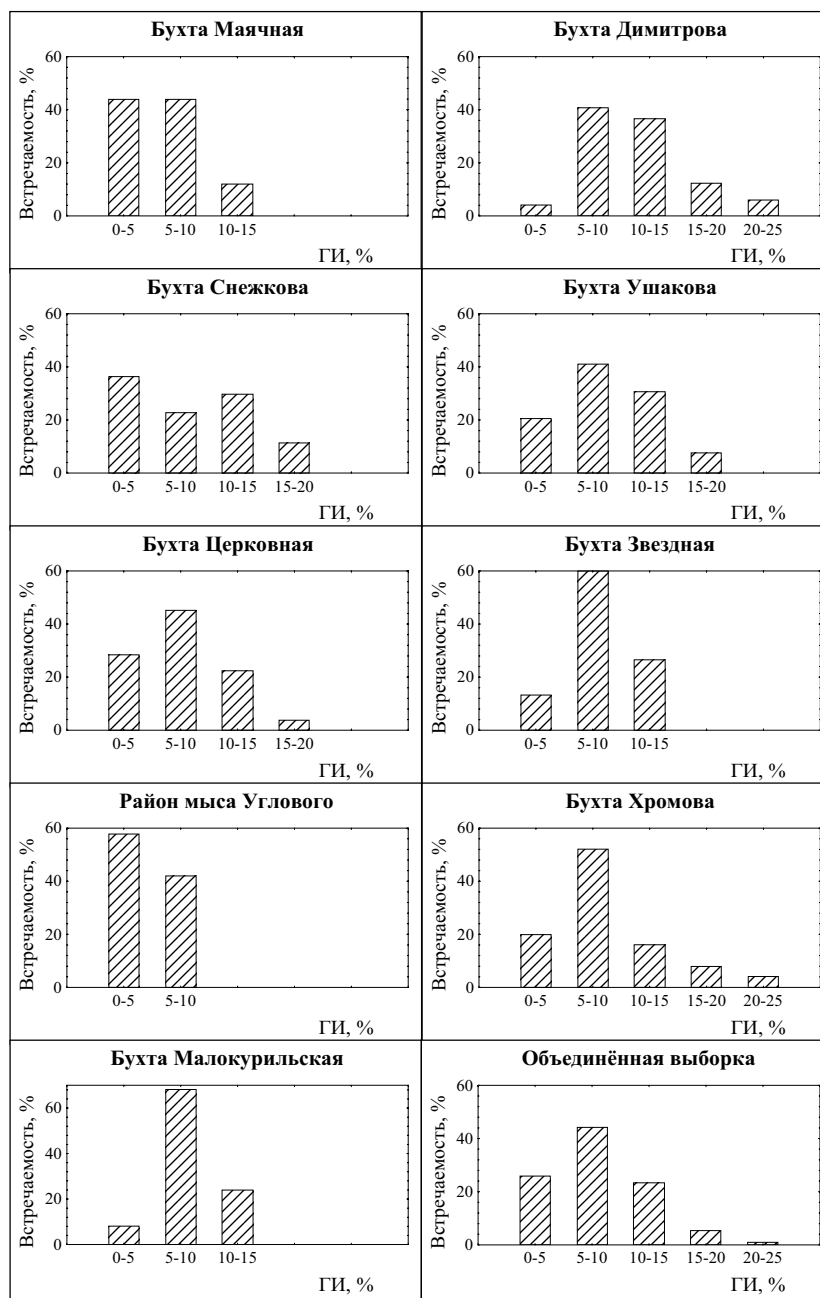 Бухта Маячная
Встречаемость, %
60
40
20
0
0-5 5-10 10-15
ГИ, %
Бухта Димитрова
Встречаемость, %
60
40
20
0
0-5 5-10 10-15 15-20 20-25
ГИ, %
Бухта Снежкова
Встречаемость, %
60
40
20
0
0-5 5-10 10-15 15-20
ГИ, %
Бухта Ушакова
Встречаемость, %
60
40
20
0
0-5 5-10 10-15 15-20
ГИ, %
Бухта Церковная
Встречаемость, %
60
40
20
0
0-5 5-10 10-15 15-20
ГИ, %
Бухта Звездная
Встречаемость, %
60
40
20
0
0-5 5-10 10-15
ГИ, %
Район мыса Углового
Встречаемость, %
60
40
20
0
0-5 5-10
ГИ, %
Бухта Хромова
Встречаемость, %
60
40
20
0
0-5 5-10 10-15 15-20 20-25
ГИ, %
Бухта Малокурильская
Встречаемость, %
60
40
20
0
0-5 5-10 10-15
ГИ, %
Объединённая выборка
Встречаемость, %
60
40
20
0
0-5 5-10 10-15 15-20 20-25
ГИ, %